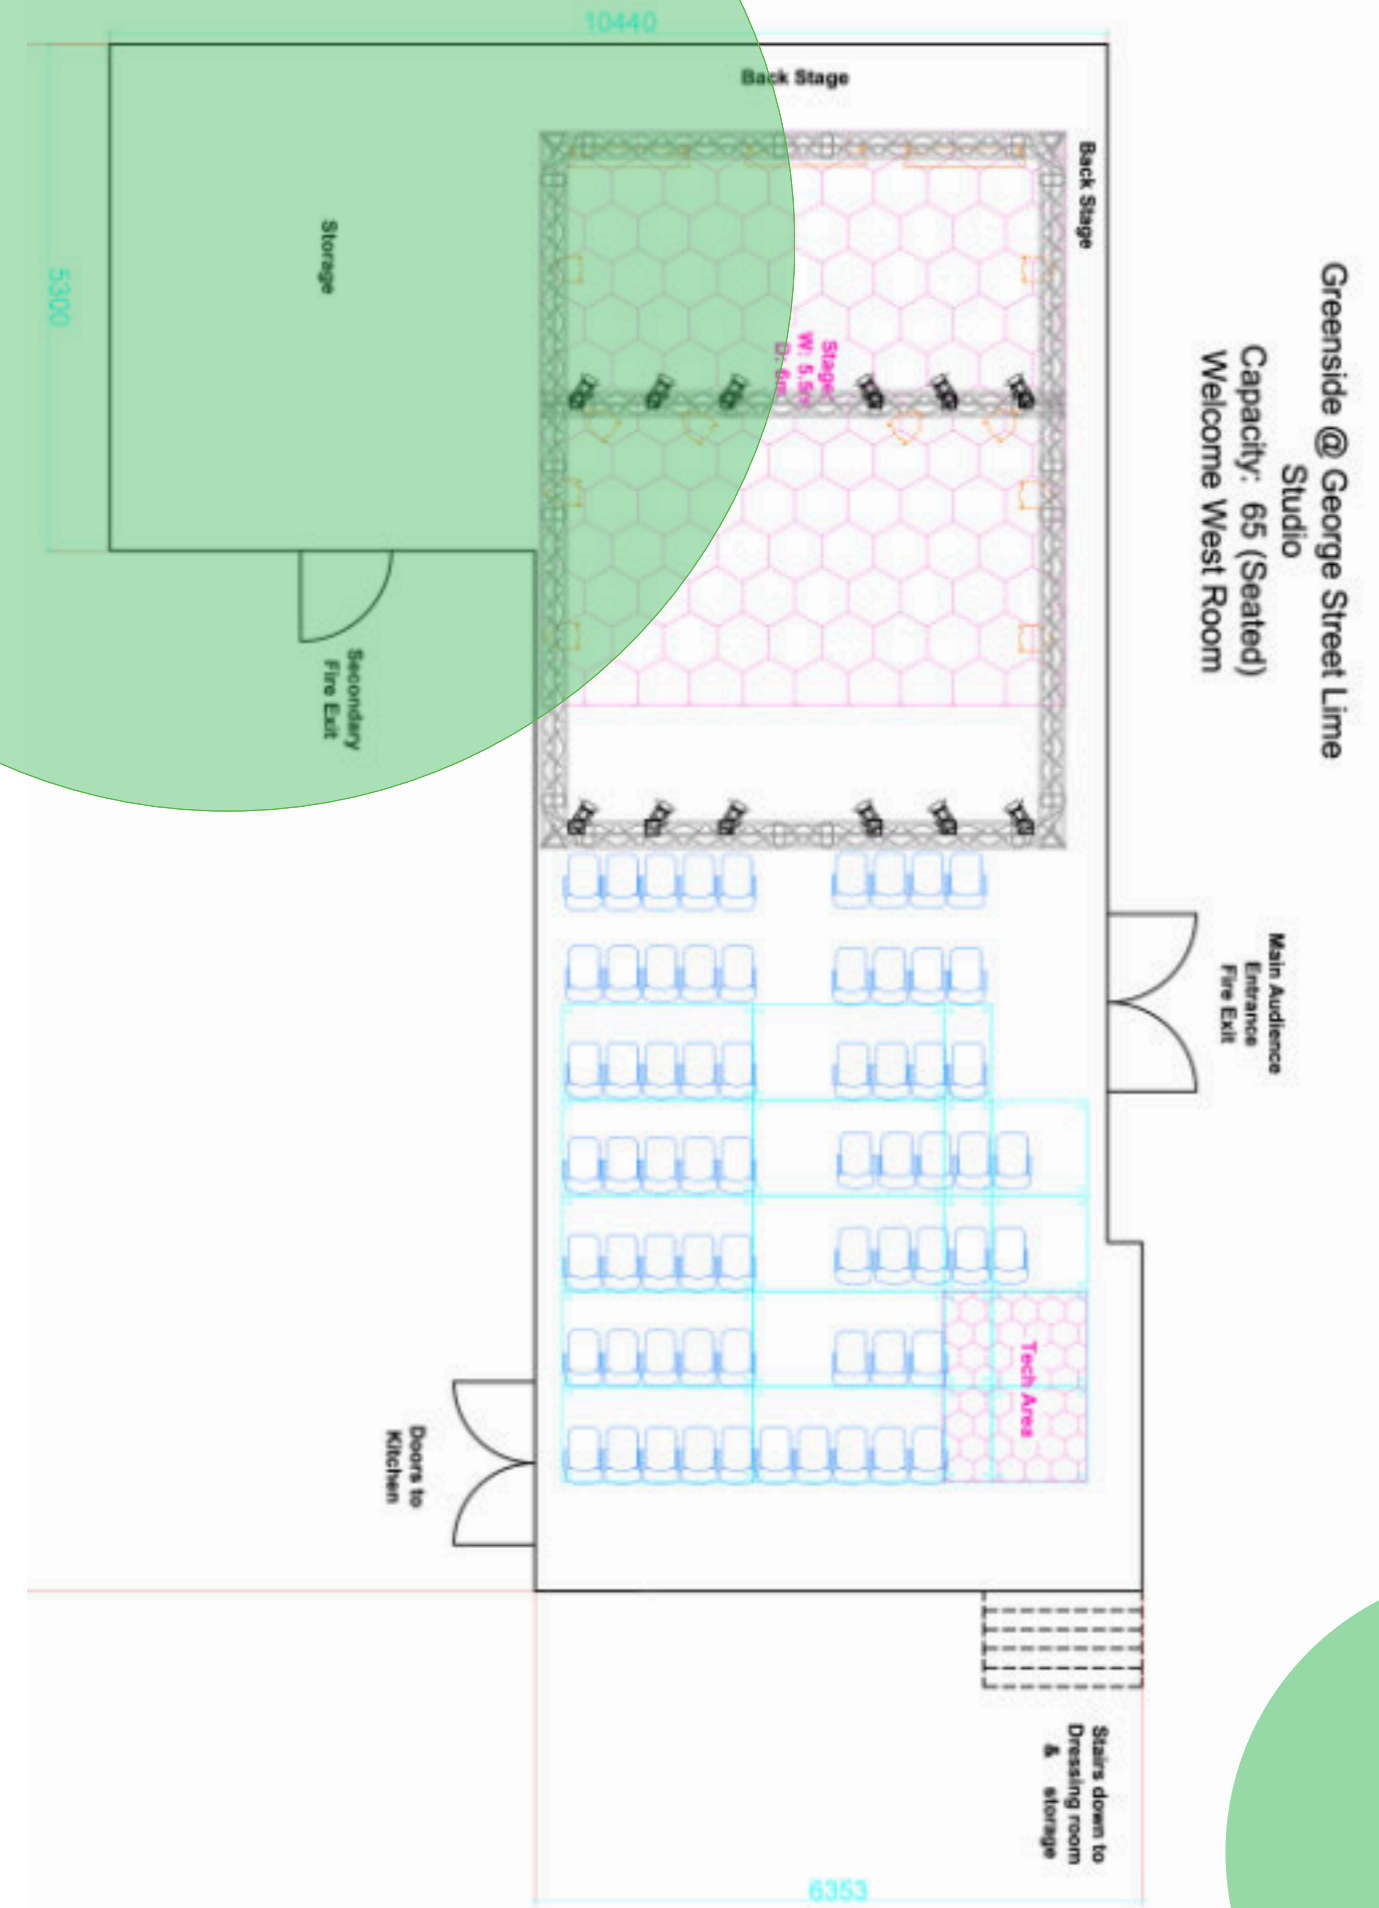 Greenside @ George Street Lime
Studio
Capacity: 65 (Seated)
Welcome West Room
10440
Back Stage
Back Stage
Storage
5300
Stage:
W: 5.5m
D: 6m
Secondary
Fire Exit
Main Audience
Entrance
Fire Exit
Tech Area
Doors to
Kitchen
Stairs down to
Dressing room
& storage
6353